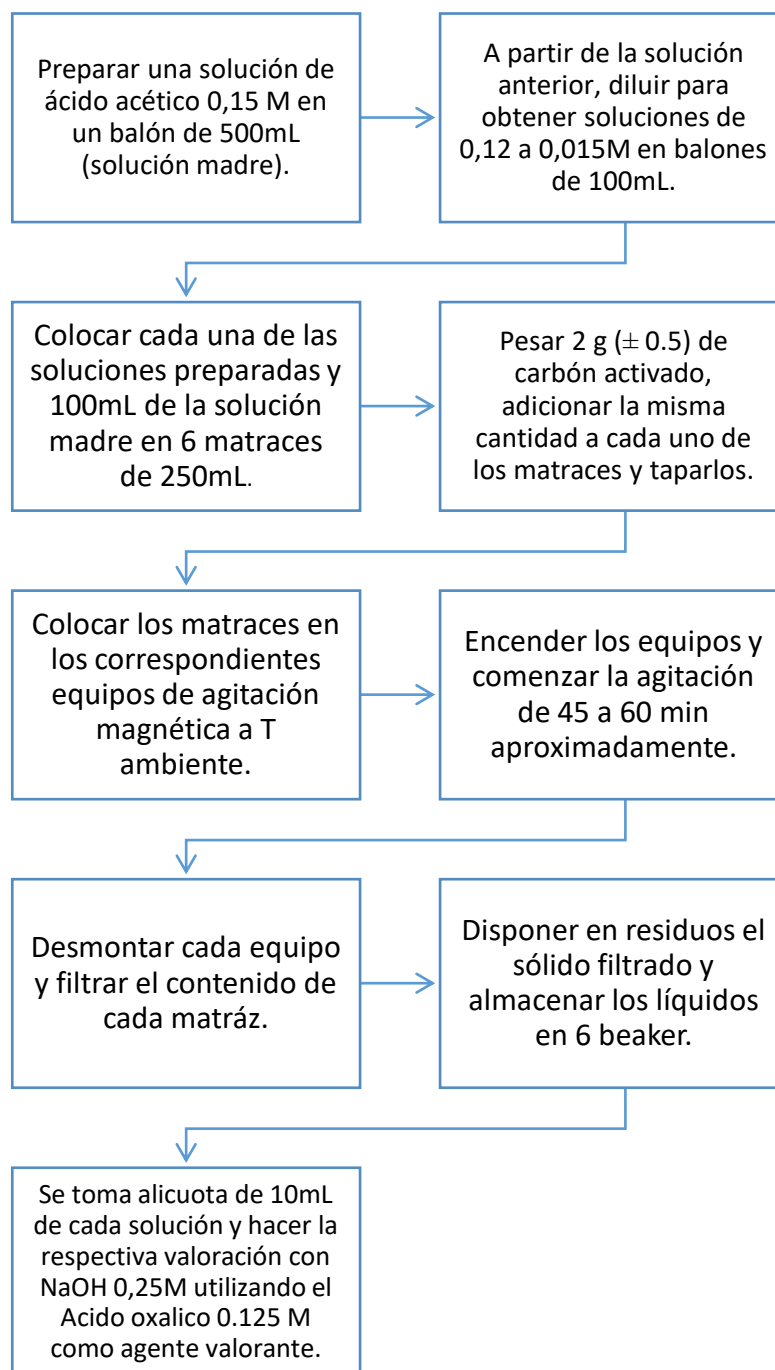 Preparar una solución de
ácido acético 0,15 M en
un balón de 500mL
(solución madre).
A partir de la solución
anterior, diluir para
obtener soluciones de
0,12 a 0,015M en balones
de 100mL.
Colocar cada una de las
soluciones preparadas y
100mL de la solución
madre en 6 matraces
de 250mL.
Pesar 2 g (± 0.5) de
carbón activado,
adicionar la misma
cantidad a cada uno de
los matraces y taparlos.
Colocar los matraces en
los correspondientes
equipos de agitación
magnética a T
ambiente.
Encender los equipos y
comenzar la agitación
de 45 a 60 min
aproximadamente.
Desmontar cada equipo
y filtrar el contenido de
cada matráz.
Disponer en residuos el
sólido filtrado y
almacenar los líquidos
en 6 beaker.
Se toma alicuota de 10mL
de cada solución y hacer la
respectiva valoración con
NaOH 0,25M utilizando el
Acido oxalico 0.125 M
como agente valorante.